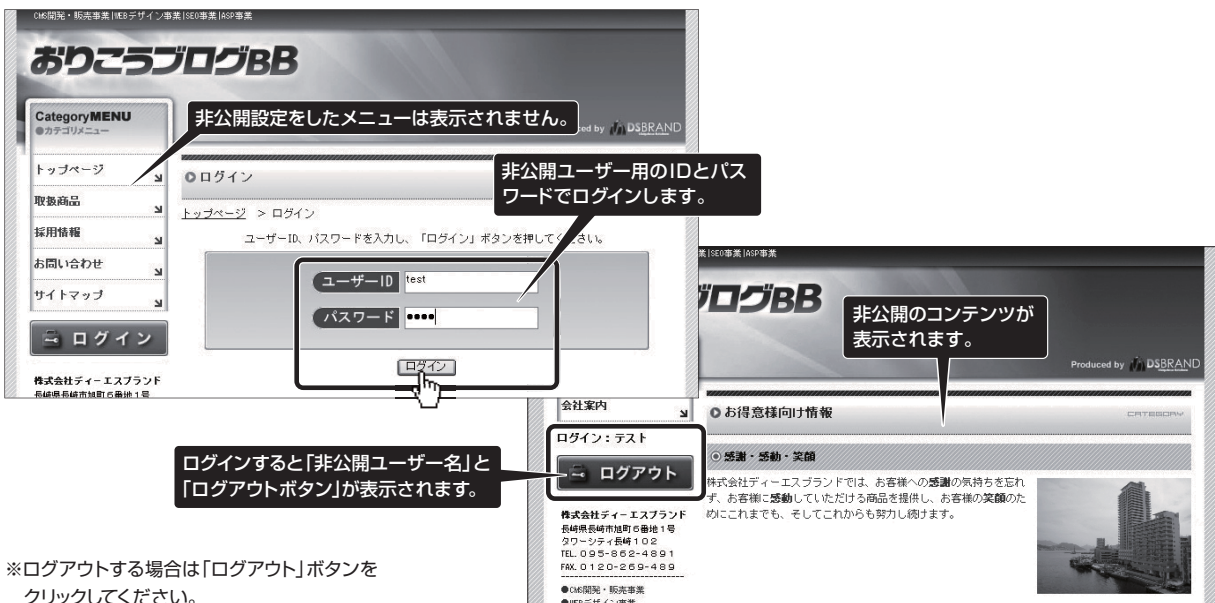 CMS開発・販売事業|WEBデザイン事業|SEO事業|ASP事業
おりこうブログBB
CategoryMENU
●カテゴリメニュー
非公開設定をしたメニューは表示されません。
ced by DSBRAND
トップページ
取扱商品
採用情報
お問い合わせ
サイトマップ
ログイン
株式会社ディーエスブランド
長崎県長崎市旭町6番地1号
ログイン
トップページ > ログイン
非公開ユーザー用のIDとパス
ワードでログインします。
ユーザーID、パスワードを入力し、「ログイン」ボタンを押してください。
ユーザーID test
パスワード ●●●●
ログイン
業|SEO事業|ASP事業
ブログBB
非公開のコンテンツが
表示されます。
Produced by DSBRAND
会社案内
ログイン：テスト
ログアウト
ログインすると「非公開ユーザー名」と
「ログアウトボタン」が表示されます。
株式会社ディーエスブランド
長崎県長崎市旭町6番地1号
タワーシティ長崎102
TEL. 095-862-4891
FAX. 0120-269-489
●CMS開発・販売事業
●WEBデザイン事業
お得意様向け情報
CATEGORY
感謝・感動・笑顔
株式会社ディーエスブランドでは、お客様への感謝の気持ちを忘れ
ず、お客様に感動していただける商品を提供し、お客様の笑顔のた
めにこれまでも、そしてこれからも努力し続けます。
※ログアウトする場合は「ログアウト」ボタンを
クリックしてください。